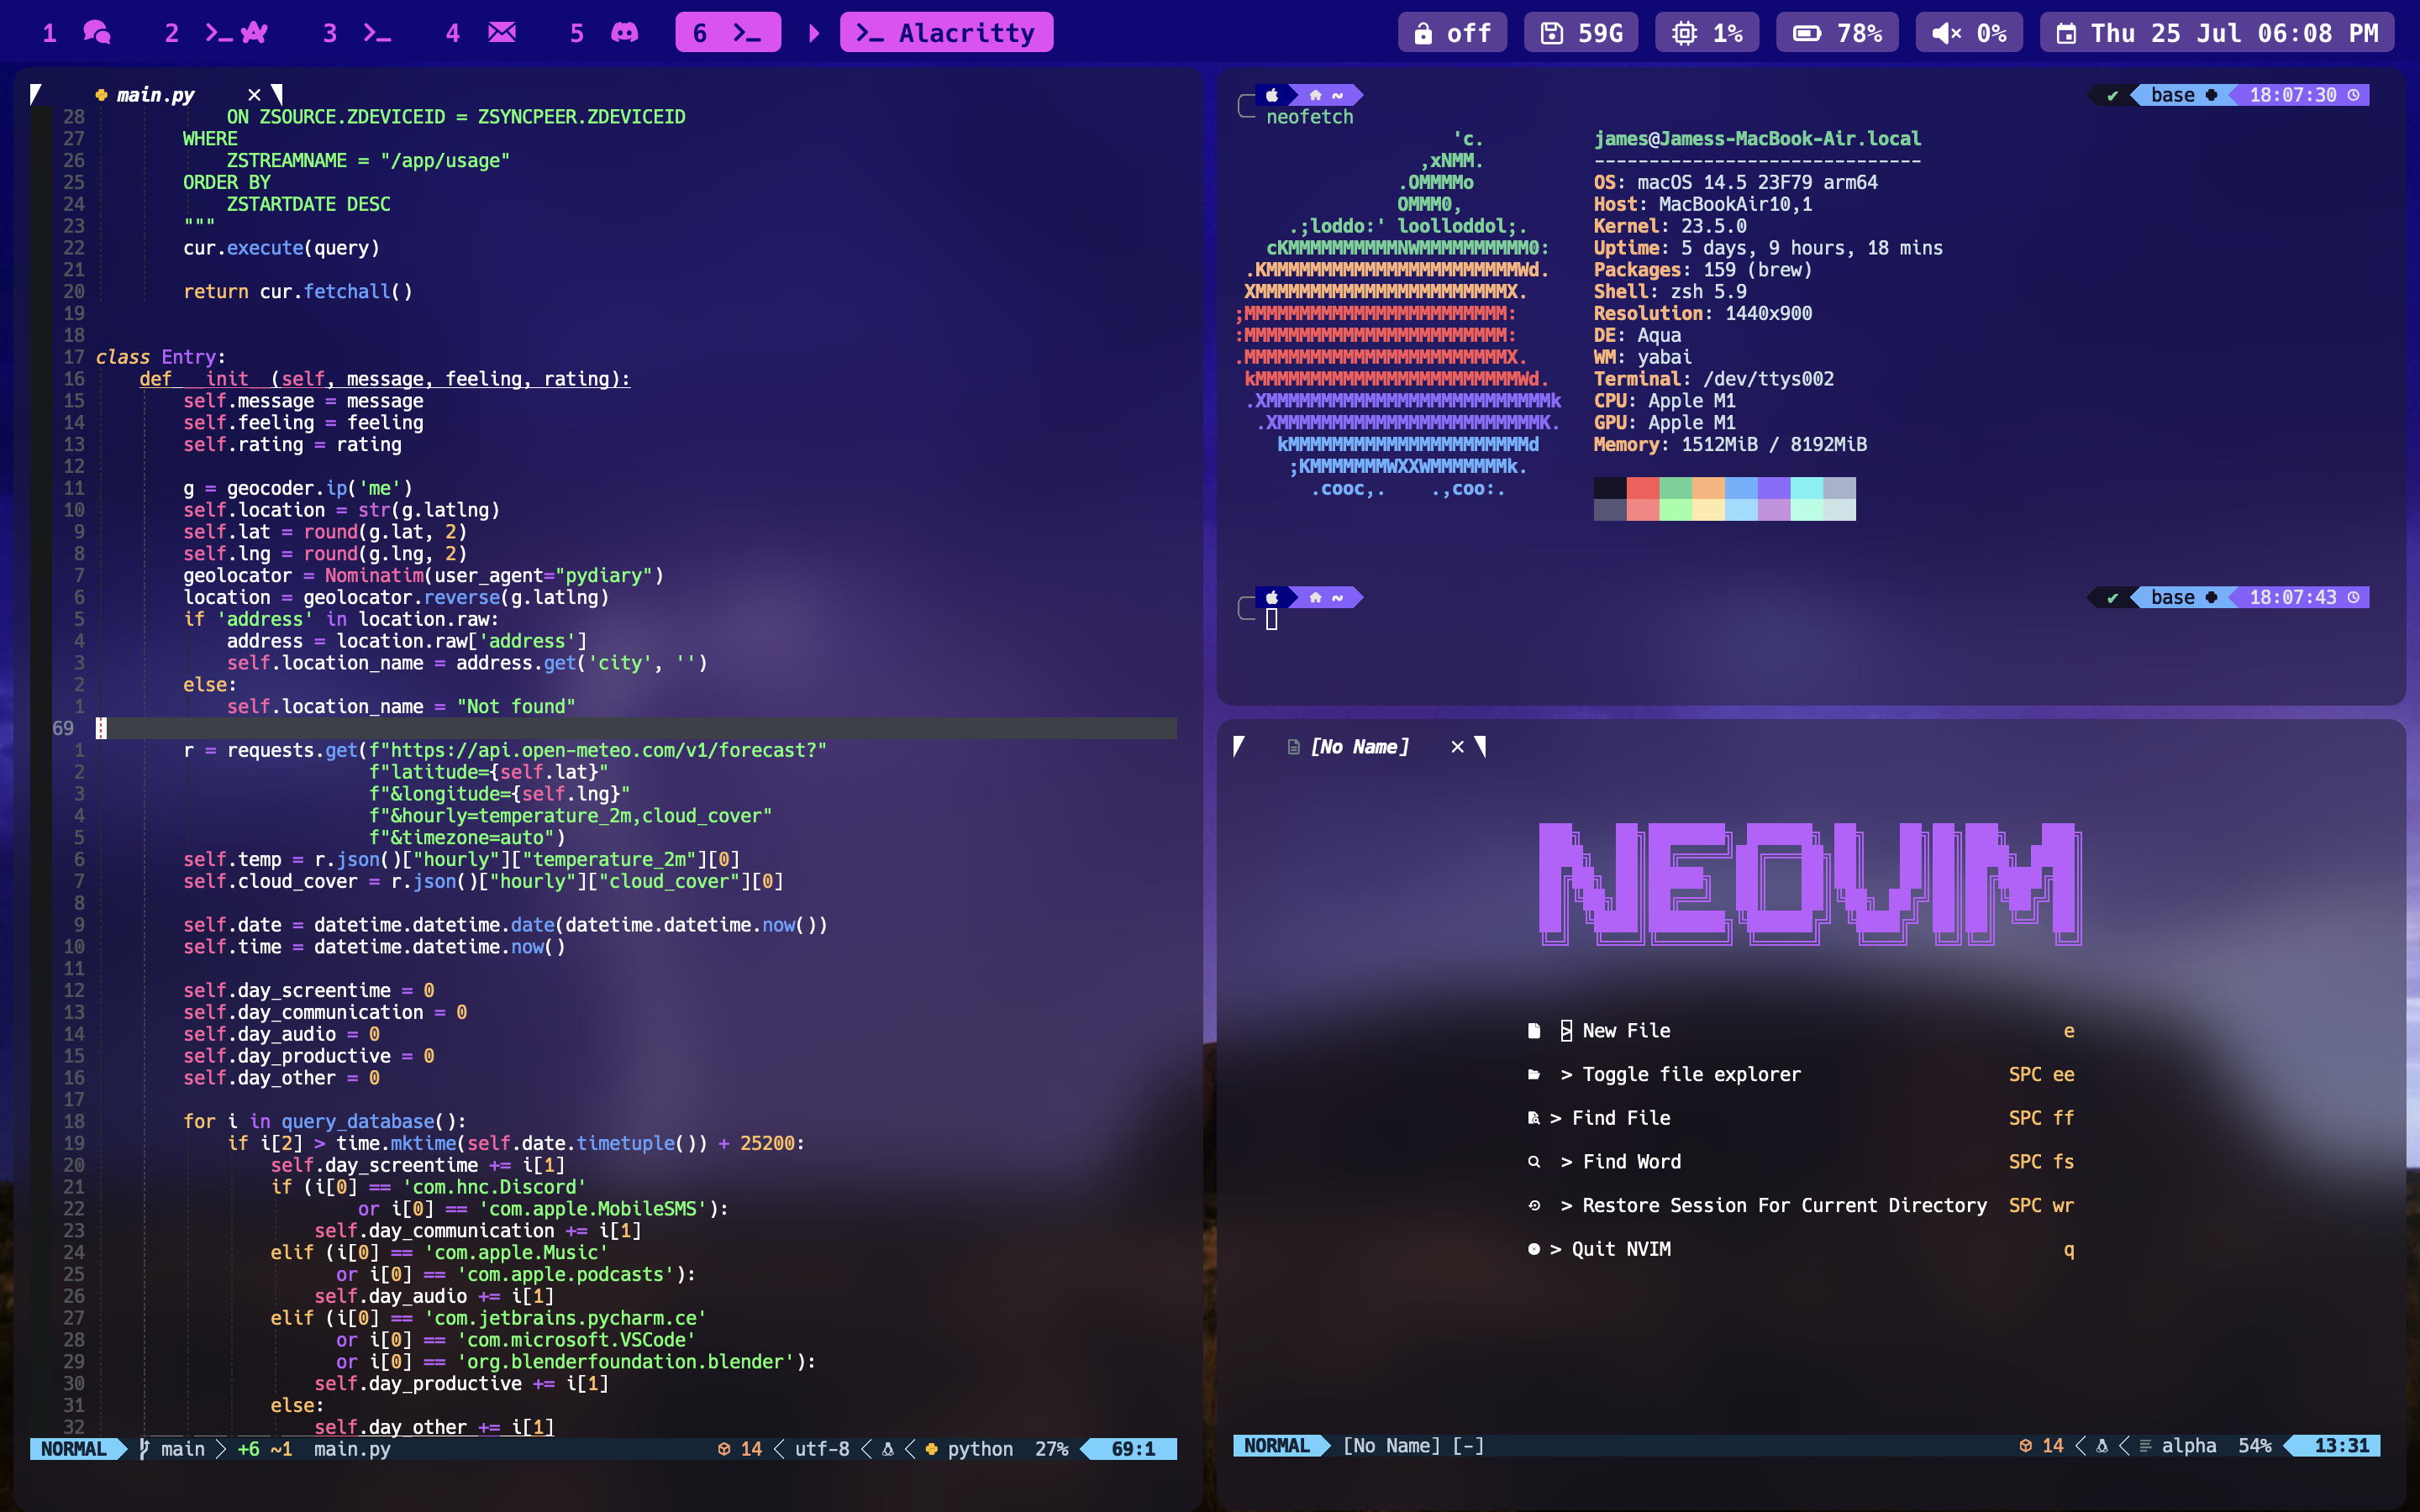 1 2 3 4 5 6 Alacritty off 59G 1% 78% 0% Thu 25 Jul 06:08 PM
main.py
28 ON ZSOURCE.ZDEVICEID = ZSYNCPEER.ZDEVICEID
27 WHERE
26 ZSTREAMNAME = "/app/usage"
25 ORDER BY
24 ZSTARTDATE DESC
23 """
22 cur.execute(query)
21
20 return cur.fetchall()
19
18
17 class Entry:
16 def __init__(self, message, feeling, rating):
15 self.message = message
14 self.feeling = feeling
13 self.rating = rating
12
11 g = geocoder.ip('me')
10 self.location = str(g.latlng)
9 self.lat = round(g.lat, 2)
8 self.lng = round(g.lng, 2)
7 geolocator = Nominatim(user_agent="pydiary")
6 location = geolocator.reverse(g.latlng)
5 if 'address' in location.raw:
4 address = location.raw['address']
3 self.location_name = address.get('city', '')
2 else:
1 self.location_name = "Not found"
69
1 r = requests.get(f"https://api.open-meteo.com/v1/forecast?"
2 f"latitude={self.lat}"
3 f"&longitude={self.lng}"
4 f"&hourly=temperature_2m,cloud_cover"
5 f"&timezone=auto")
6 self.temp = r.json()["hourly"]["temperature_2m"][0]
7 self.cloud_cover = r.json()["hourly"]["cloud_cover"][0]
8
9 self.date = datetime.datetime.date(datetime.datetime.now())
10 self.time = datetime.datetime.now()
11
12 self.day_screentime = 0
13 self.day_communication = 0
14 self.day_audio = 0
15 self.day_productive = 0
16 self.day_other = 0
17
18 for i in query_database():
19 if i[2] > time.mktime(self.date.timetuple()) + 25200:
20 self.day_screentime += i[1]
21 if (i[0] == 'com.hnc.Discord'
22 or i[0] == 'com.apple.MobileSMS'):
23 self.day_communication += i[1]
24 elif (i[0] == 'com.apple.Music'
25 or i[0] == 'com.apple.podcasts'):
26 self.day_audio += i[1]
27 elif (i[0] == 'com.jetbrains.pycharm.ce'
28 or i[0] == 'com.microsoft.VSCode'
29 or i[0] == 'org.blenderfoundation.blender'):
30 self.day_productive += i[1]
31 else:
32 self.day_other += i[1]
NORMAL main +6 ~1 main.py 14 utf-8 python 27% 69:1
~ ✔ base 18:07:30
neofetch
'c.
,xNMM.
.OMMMMo
OMMM0,
.;loddo:' loolloddol;.
cKMMMMMMMMMMNWMMMMMMMMMM0:
.KMMMMMMMMMMMMMMMMMMMMMMMWd.
XMMMMMMMMMMMMMMMMMMMMMMMX.
;MMMMMMMMMMMMMMMMMMMMMMMM:
:MMMMMMMMMMMMMMMMMMMMMMMM:
.MMMMMMMMMMMMMMMMMMMMMMMMX.
kMMMMMMMMMMMMMMMMMMMMMMMMWd.
.XMMMMMMMMMMMMMMMMMMMMMMMMMMk
.XMMMMMMMMMMMMMMMMMMMMMMMMK.
kMMMMMMMMMMMMMMMMMMMMMMd
;KMMMMMMMWXXWMMMMMMMk.
.cooc,. .,coo:.
james@Jamess-MacBook-Air.local
------------------------------
OS: macOS 14.5 23F79 arm64
Host: MacBookAir10,1
Kernel: 23.5.0
Uptime: 5 days, 9 hours, 18 mins
Packages: 159 (brew)
Shell: zsh 5.9
Resolution: 1440x900
DE: Aqua
WM: yabai
Terminal: /dev/ttys002
CPU: Apple M1
GPU: Apple M1
Memory: 1512MiB / 8192MiB
~ ✔ base 18:07:43
[No Name]
NEOVIM
> New File e
> Toggle file explorer SPC ee
> Find File SPC ff
> Find Word SPC fs
> Restore Session For Current Directory SPC wr
> Quit NVIM q
NORMAL [No Name] [-] 14 alpha 54% 13:31